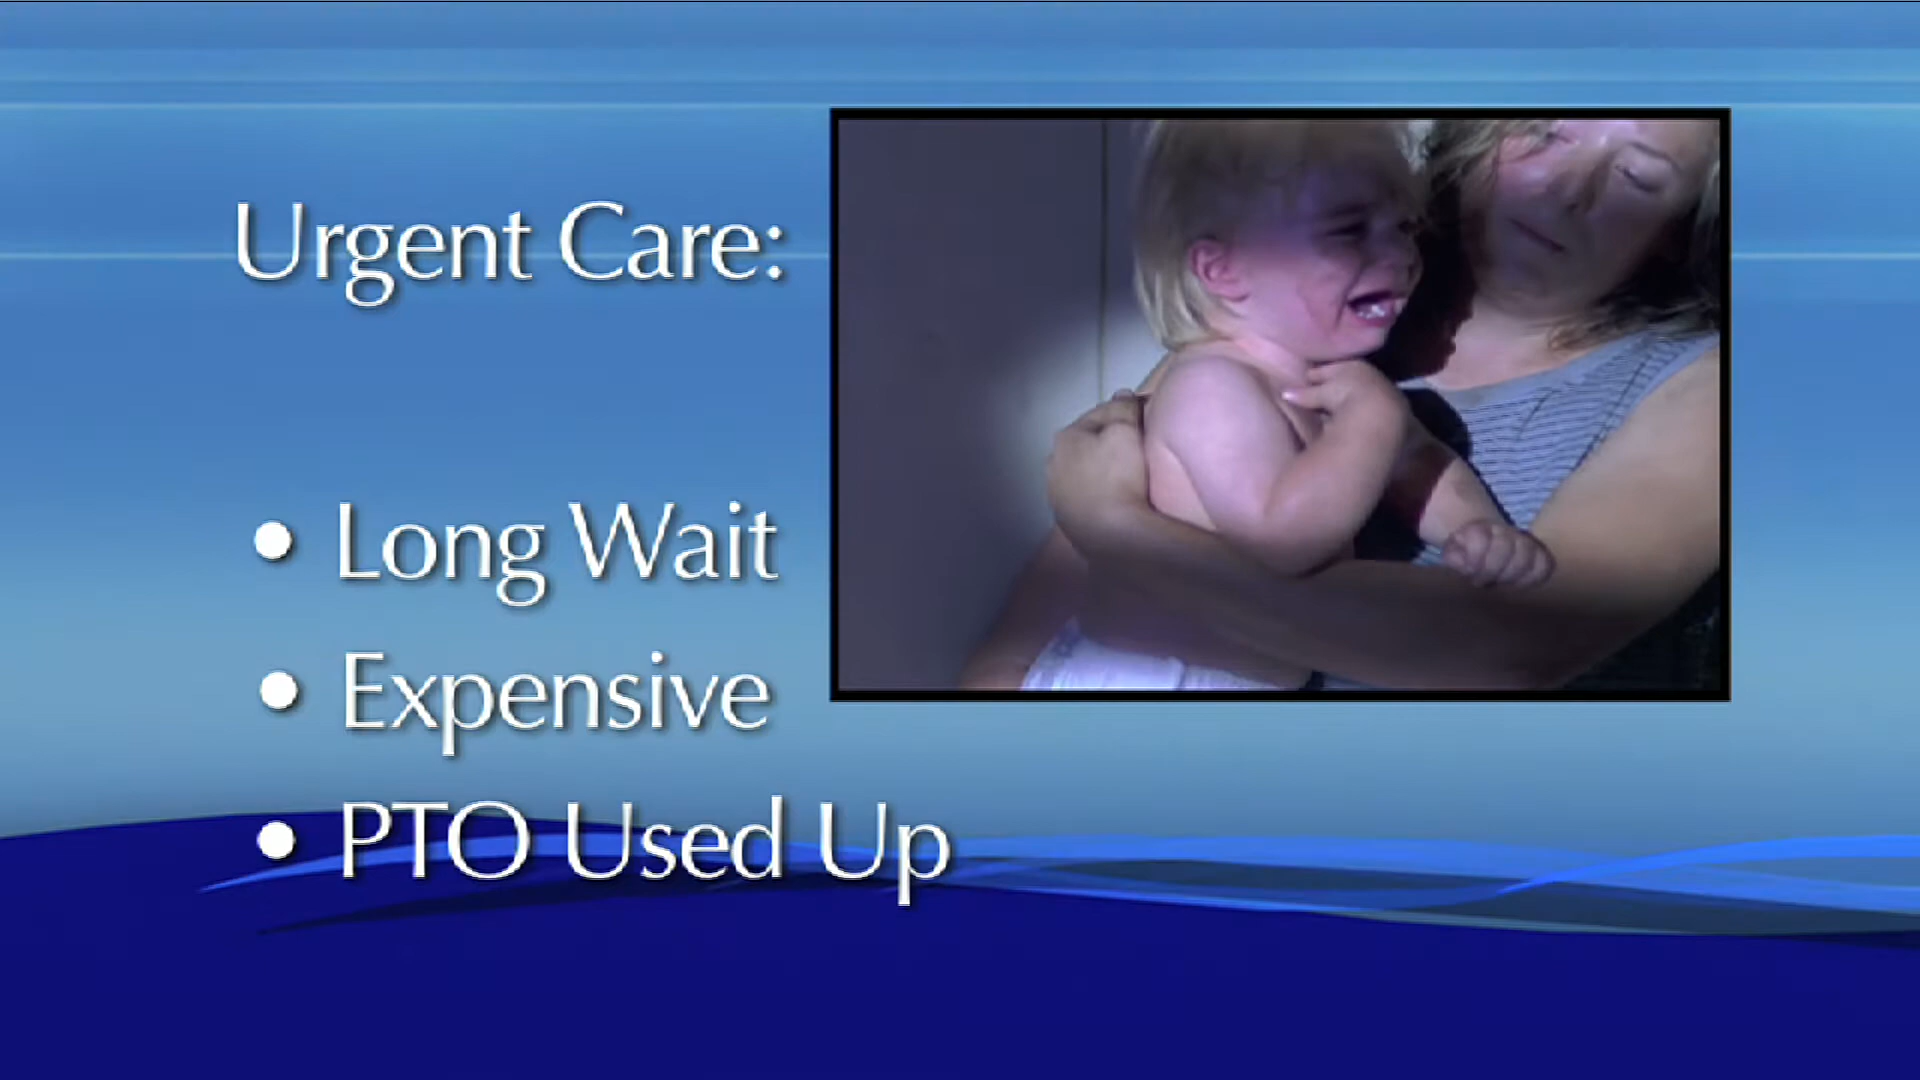 Urgent Care:
• Long Wait
• Expensive
• PTO Used Up